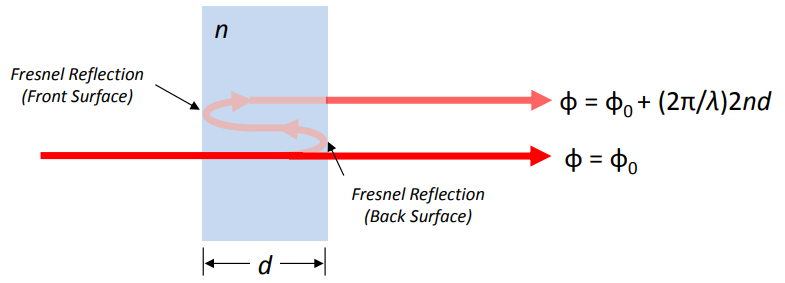 n
Fresnel Reflection
(Front Surface)
ϕ = ϕ₀ + (2π/λ)2nd
ϕ = ϕ₀
Fresnel Reflection
(Back Surface)
d